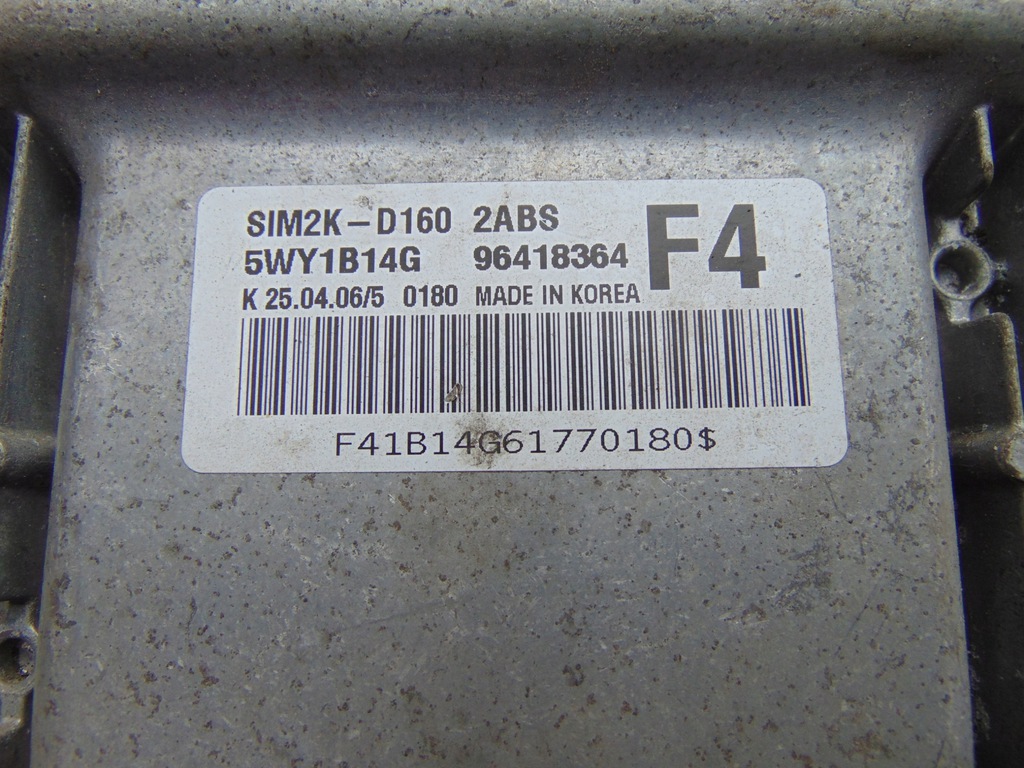 SIM2K-D160 2ABS
5WY1B14G 96418364 F4
K 25.04.06/5 0180 MADE IN KOREA
F41B14G61770180$